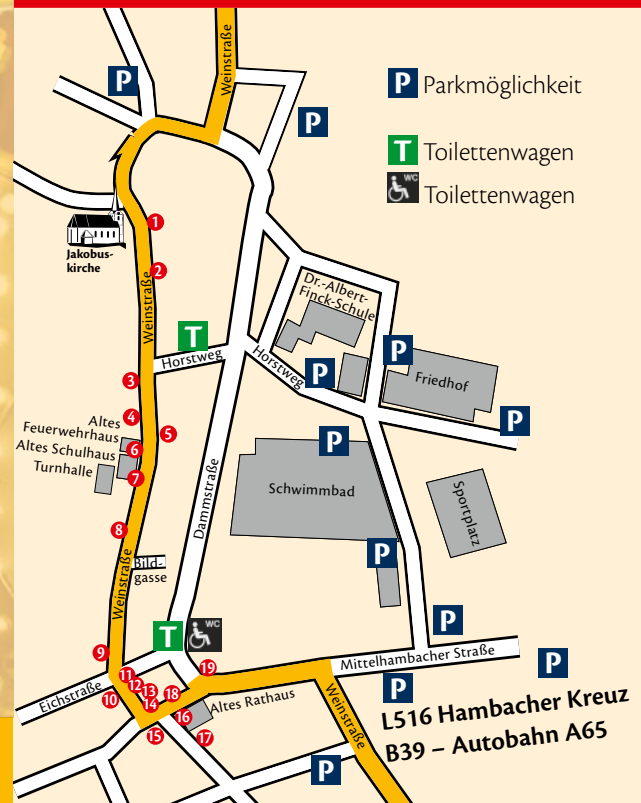 Weinstraße
P
P
P Parkmöglichkeit
T Toilettenwagen
WC Toilettenwagen
Jakobus-
kirche
1
2
Weinstraße
T
Horstweg
Dr.-Albert-
Finck-Schule
Horstweg
P
P
Friedhof
P
3
4
Altes
Feuerwehrhaus
5
Altes Schulhaus
6
Turnhalle
7
P
Schwimmbad
Sportplatz
Dammstraße
8
Weinstraße
Bild-
gasse
P
P
T
WC
9
Mittelhambacher Straße
P
P
Eichstraße
10
11
12
13
14
15
16
17
18
19
Altes Rathaus
Weinstraße
P
L516 Hambacher Kreuz
B39 – Autobahn A65